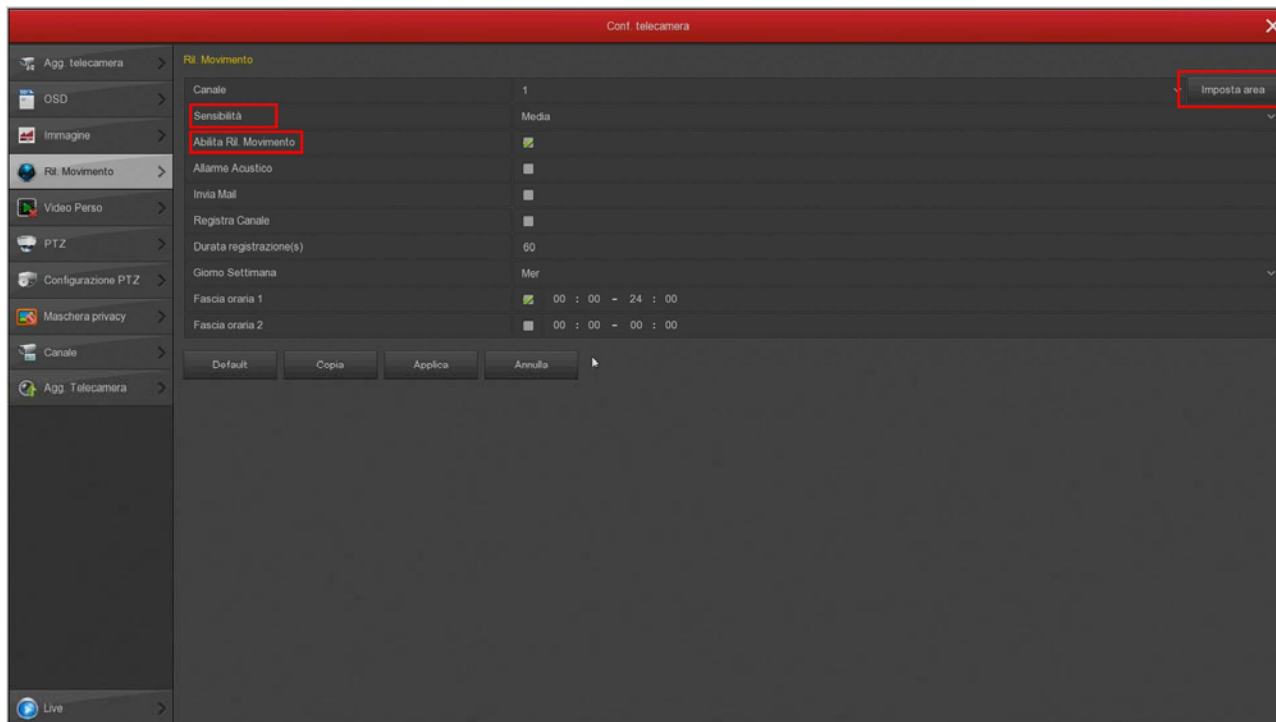 Conf. telecamera
Agg. telecamera
OSD
Immagine
Ril. Movimento
Video Perso
PTZ
Configurazione PTZ
Maschera privacy
Canale
Agg. Telecamera
Live
Ril. Movimento
Canale 1 Imposta area
Sensibilità Media
Abilita Ril. Movimento
Allarme Acustico
Invia Mail
Registra Canale
Durata registrazione(s) 60
Giorno Settimana Mer
Fascia oraria 1 00 : 00 - 24 : 00
Fascia oraria 2 00 : 00 - 00 : 00
Default Copia Applica Annulla